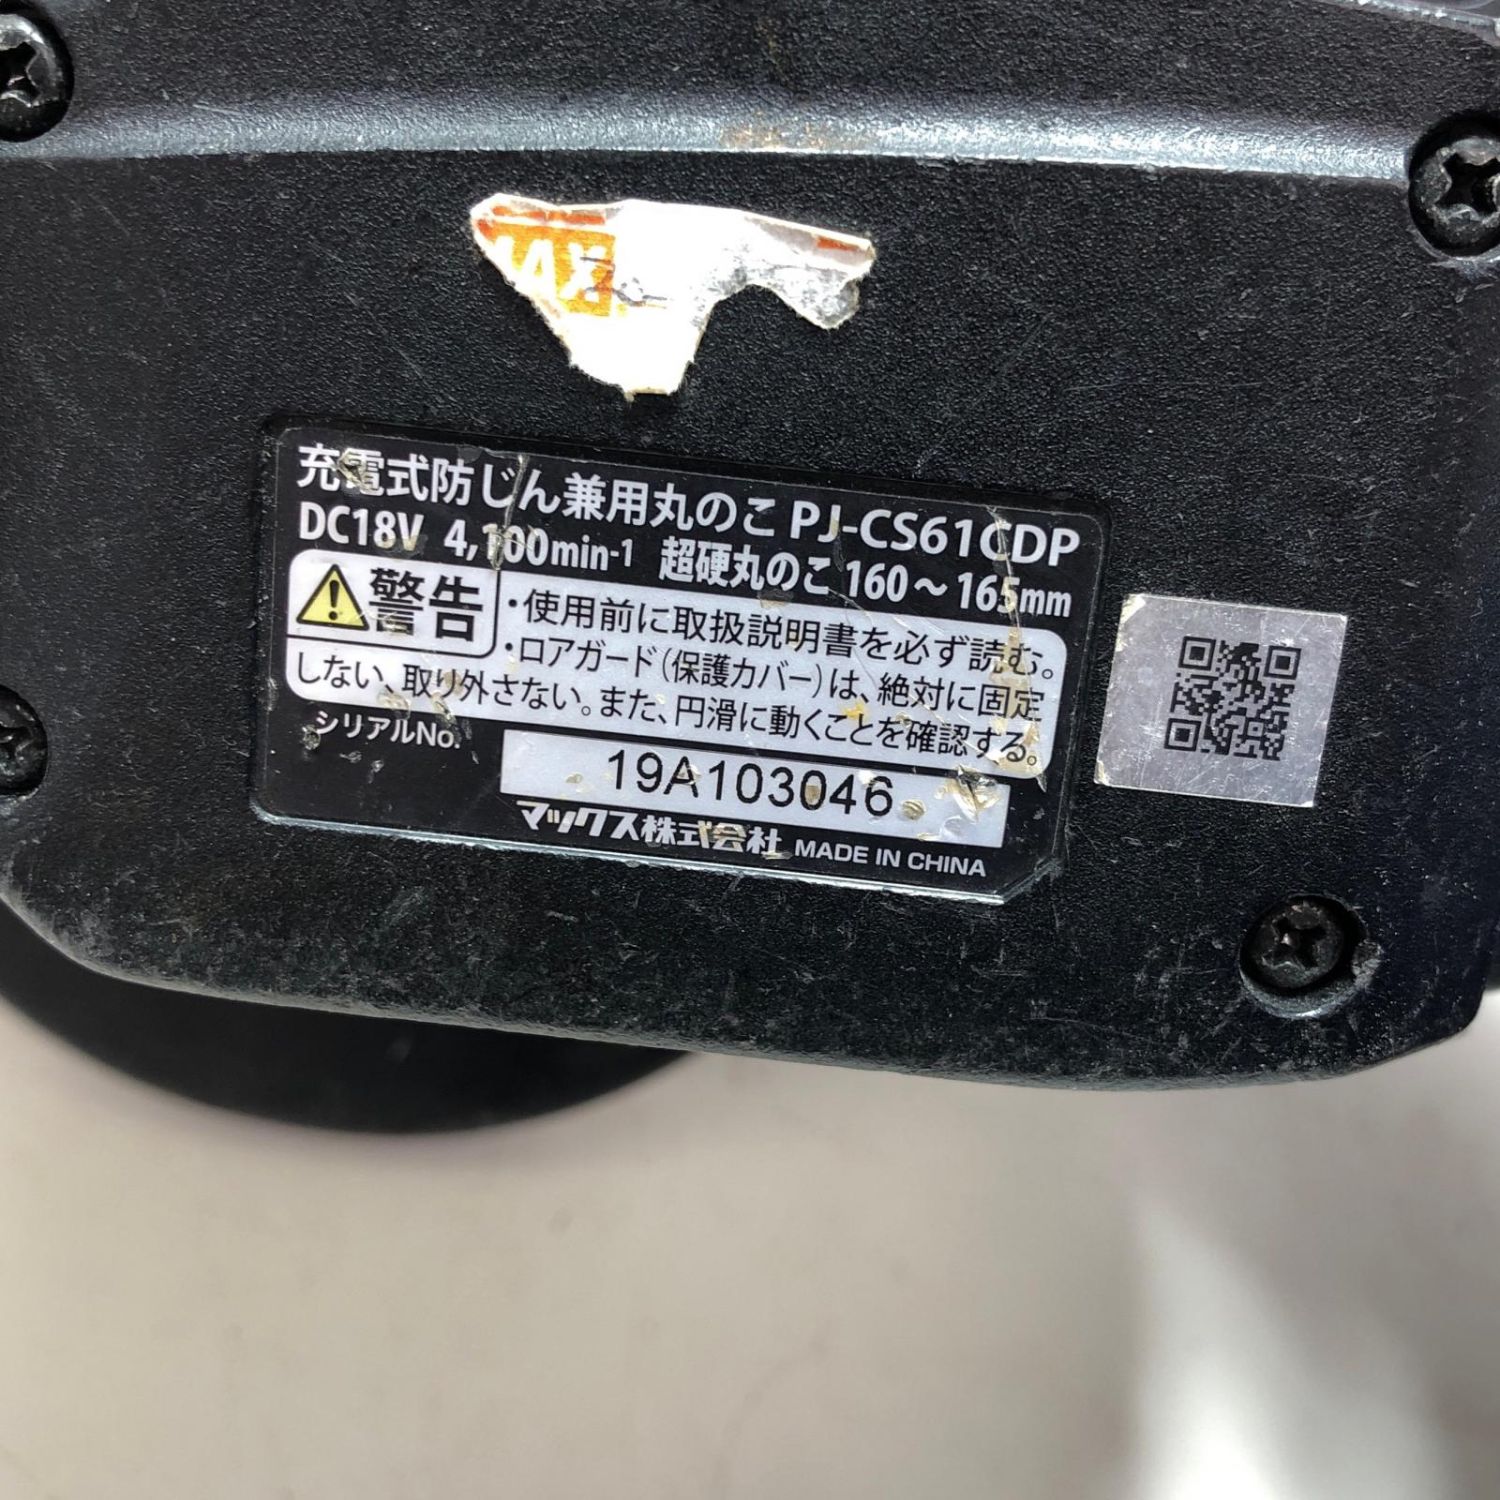 AX
充電式防じん兼用丸のこ PJ-CS61CDP
DC18V 4,100min-1 超硬丸のこ 160～165mm
警告
・使用前に取扱説明書を必ず読む。
・ロアガード(保護カバー)は、絶対に固定
しない、取り外さない。また、円滑に動くことを確認する。
シリアルNo.
19A103046
マックス株式会社 MADE IN CHINA